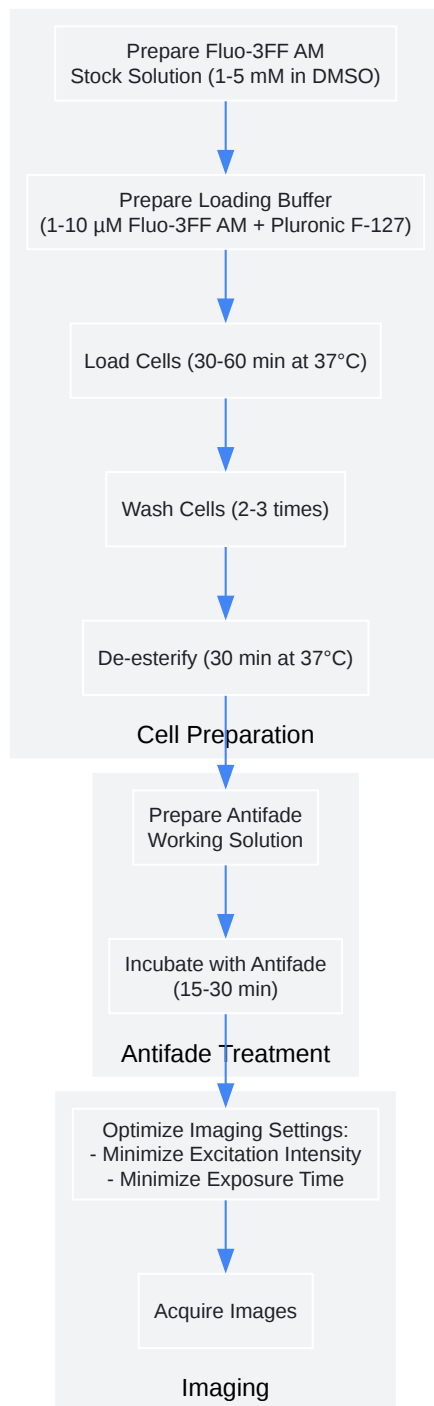 Prepare Fluo-3FF AM
Stock Solution (1-5 mM in DMSO)
Prepare Loading Buffer
(1-10 µM Fluo-3FF AM + Pluronic F-127)
Load Cells (30-60 min at 37°C)
Wash Cells (2-3 times)
De-esterify (30 min at 37°C)
Cell Preparation
Prepare Antifade
Working Solution
Incubate with Antifade
(15-30 min)
Antifade Treatment
Optimize Imaging Settings:
- Minimize Excitation Intensity
- Minimize Exposure Time
Acquire Images
Imaging